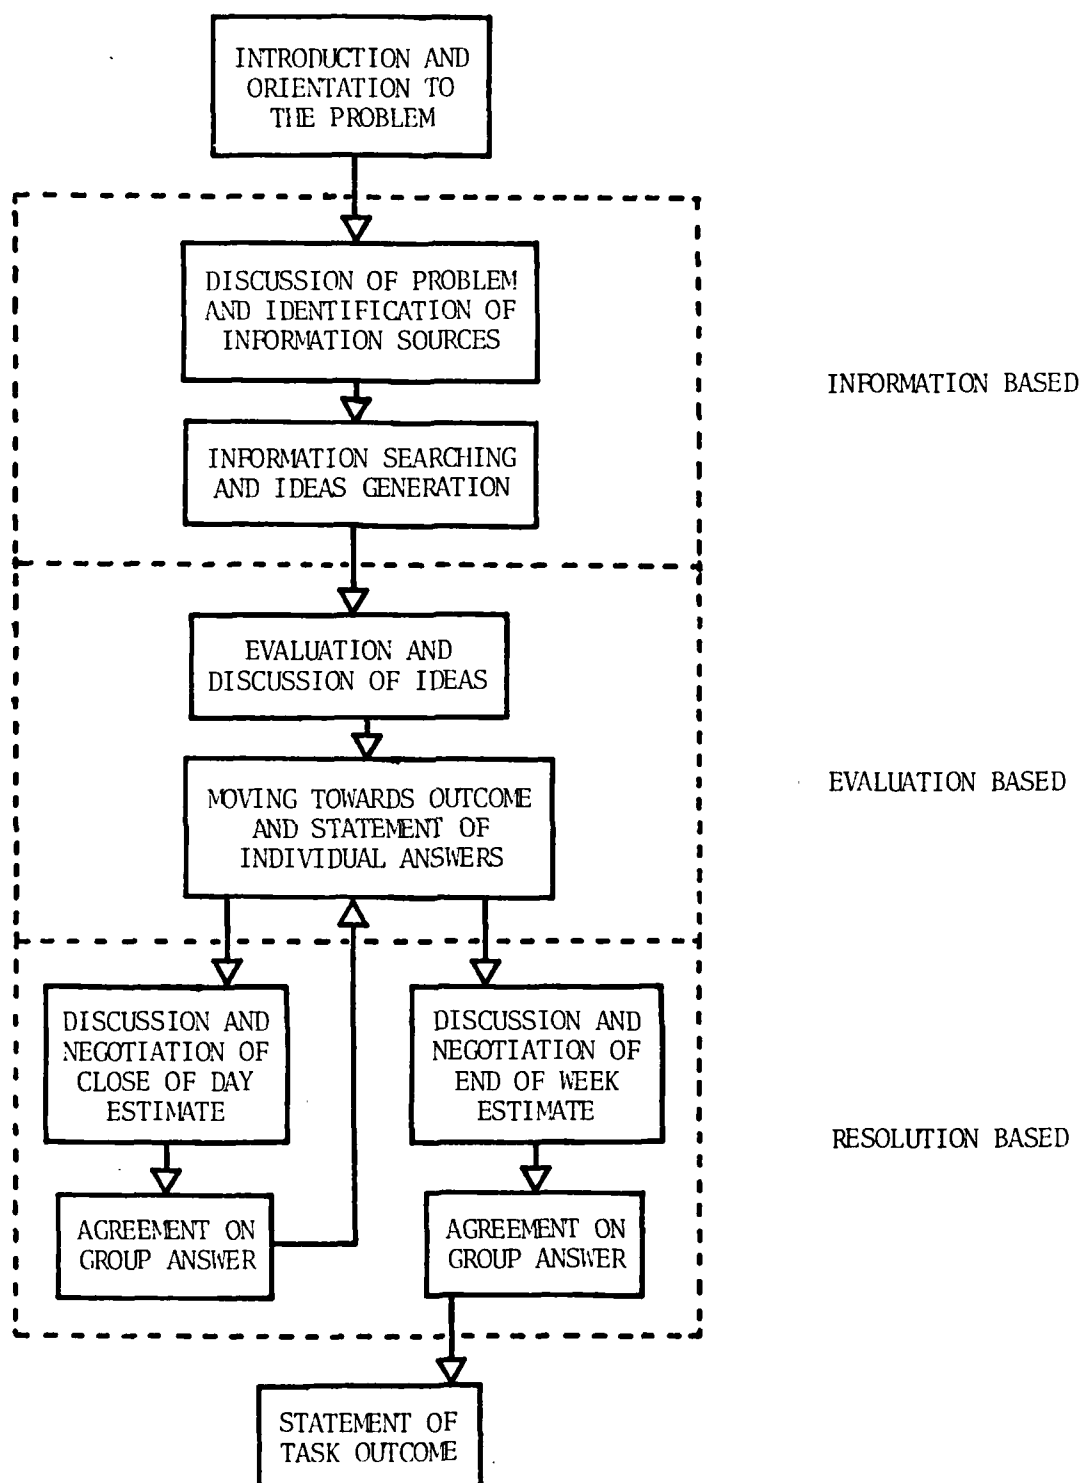 INTRODUCTION AND
ORIENTATION TO
THE PROBLEM
DISCUSSION OF PROBLEM
AND IDENTIFICATION OF
INFORMATION SOURCES
INFORMATION BASED
INFORMATION SEARCHING
AND IDEAS GENERATION
EVALUATION AND
DISCUSSION OF IDEAS
EVALUATION BASED
MOVING TOWARDS OUTCOME
AND STATEMENT OF
INDIVIDUAL ANSWERS
DISCUSSION AND
NEGOTIATION OF
CLOSE OF DAY
ESTIMATE
DISCUSSION AND
NEGOTIATION OF
END OF WEEK
ESTIMATE
RESOLUTION BASED
AGREEMENT ON
GROUP ANSWER
AGREEMENT ON
GROUP ANSWER
STATEMENT OF
TASK OUTCOME